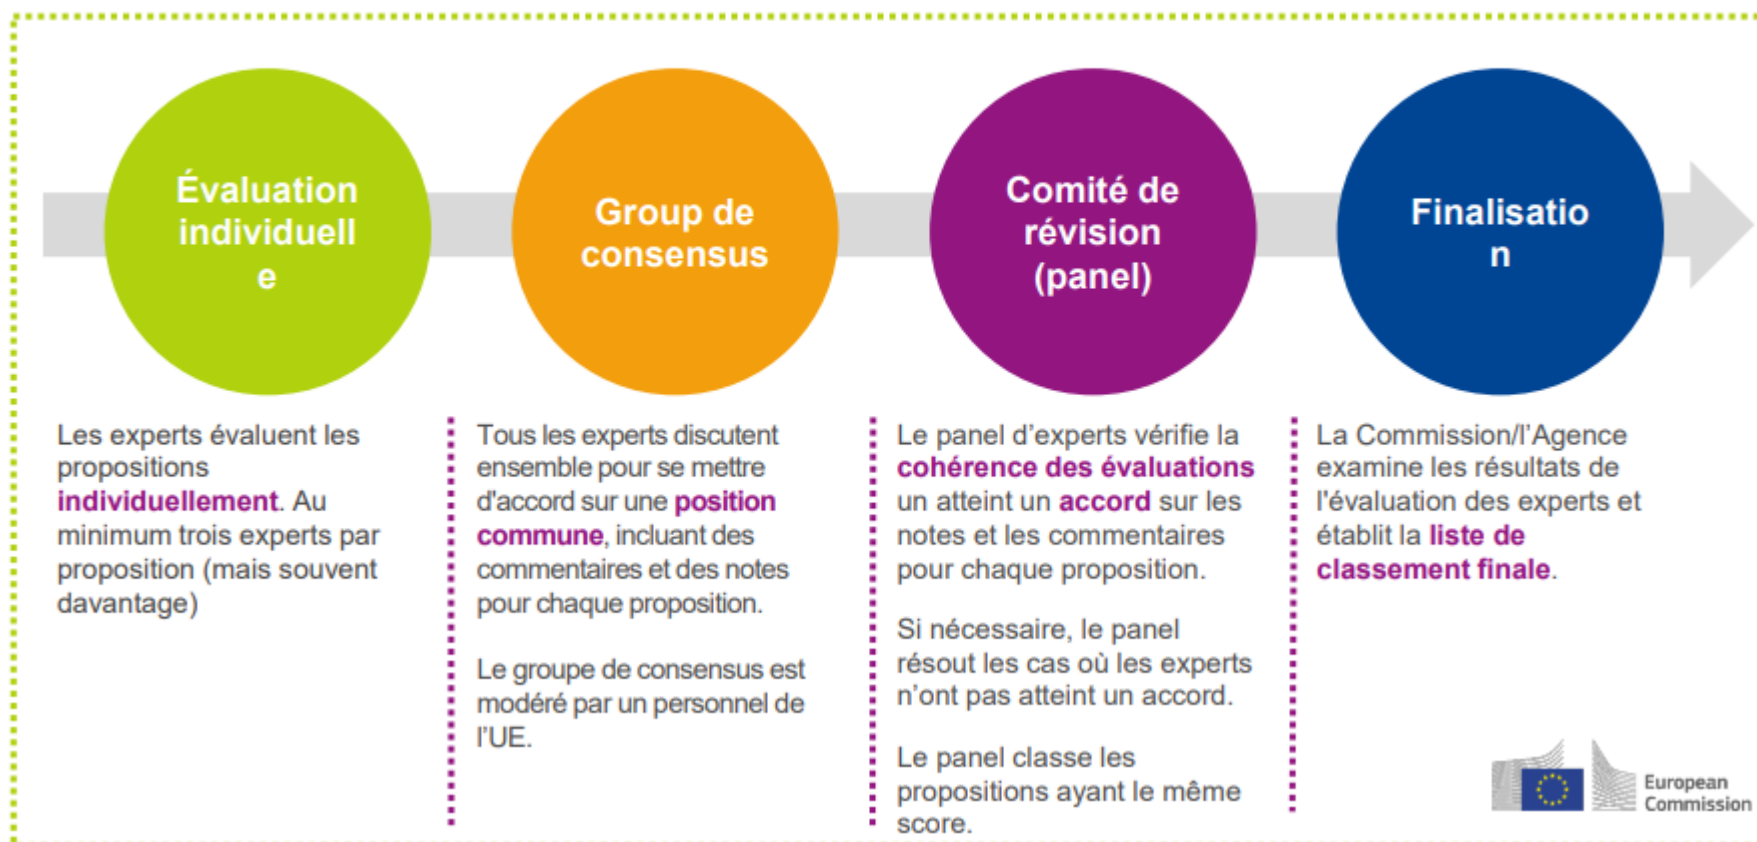 Évaluation
individuell
e
Group de
consensus
Comité de
révision
(panel)
Finalisatio
n
Les experts évaluent les
propositions
individuellement. Au
minimum trois experts par
proposition (mais souvent
davantage)
Tous les experts discutent
ensemble pour se mettre
d'accord sur une position
commune, incluant des
commentaires et des notes
pour chaque proposition.
Le groupe de consensus est
modéré par un personnel de
l'UE.
Le panel d'experts vérifie la
cohérence des évaluations
un atteint un accord sur les
notes et les commentaires
pour chaque proposition.
Si nécessaire, le panel
résout les cas où les experts
n'ont pas atteint un accord.
Le panel classe les
propositions ayant le même
score.
La Commission/l'Agence
examine les résultats de
l'évaluation des experts et
établit la liste de
classement finale.
European
Commission